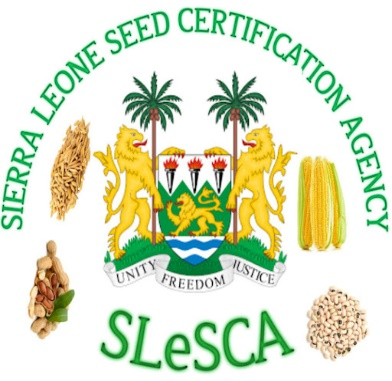 SIERRA LEONE SEED CERTIFICATION AGENCY
UNITY FREEDOM JUSTICE
SLeSCA